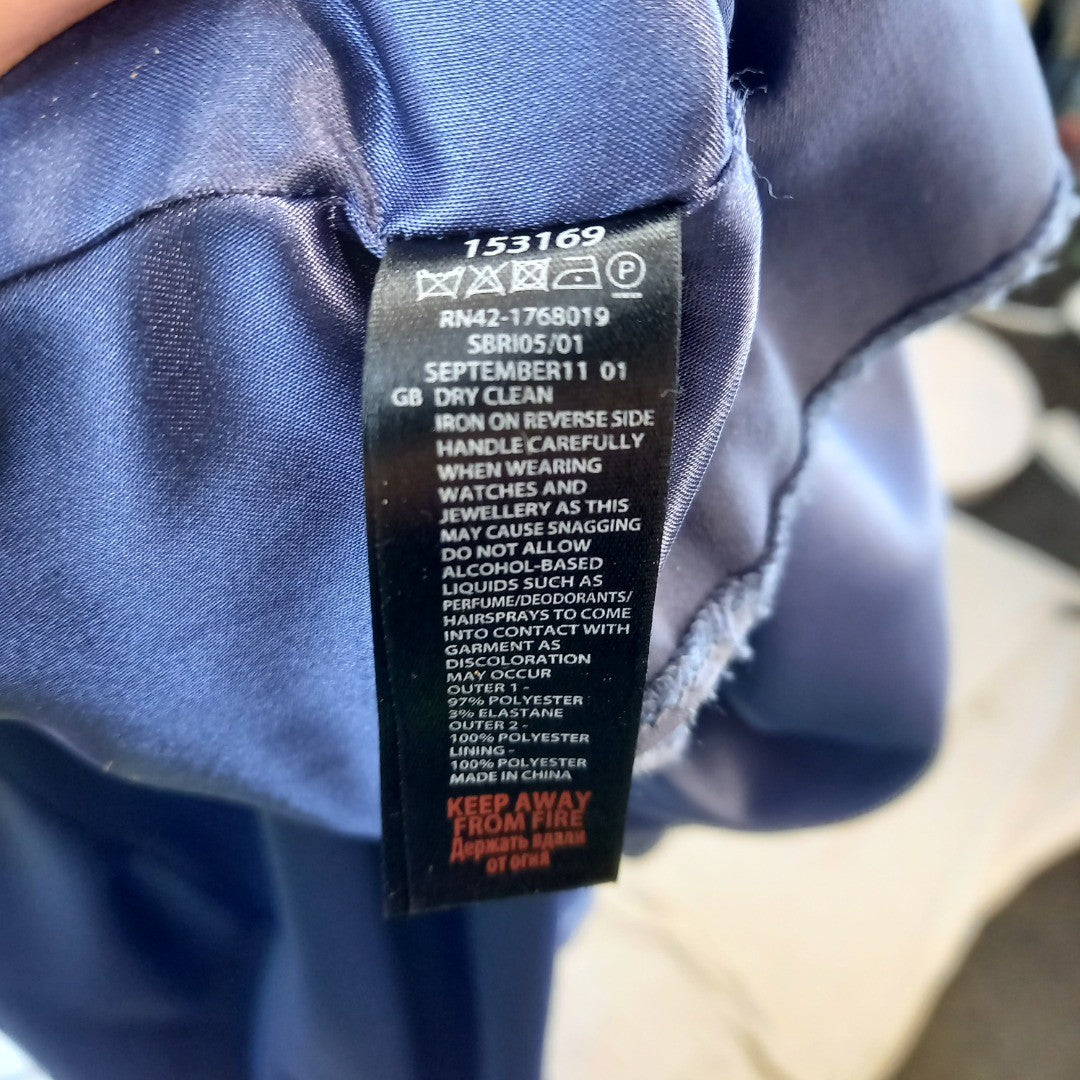 153169
P
RN42-1768019
SBRI05/01
SEPTEMBER11 01
GB DRY CLEAN
IRON ON REVERSE SIDE
HANDLE CAREFULLY
WHEN WEARING
WATCHES AND
JEWELLERY AS THIS
MAY CAUSE SNAGGING
DO NOT ALLOW
ALCOHOL-BASED
LIQUIDS SUCH AS
PERFUME/DEODORANTS/
HAIRSPRAYS TO COME
INTO CONTACT WITH
GARMENT AS
DISCOLORATION
MAY OCCUR
OUTER 1 -
97% POLYESTER
3% ELASTANE
OUTER 2 -
100% POLYESTER
LINING -
100% POLYESTER
MADE IN CHINA
KEEP AWAY
FROM FIRE
Держать вдали
от огня